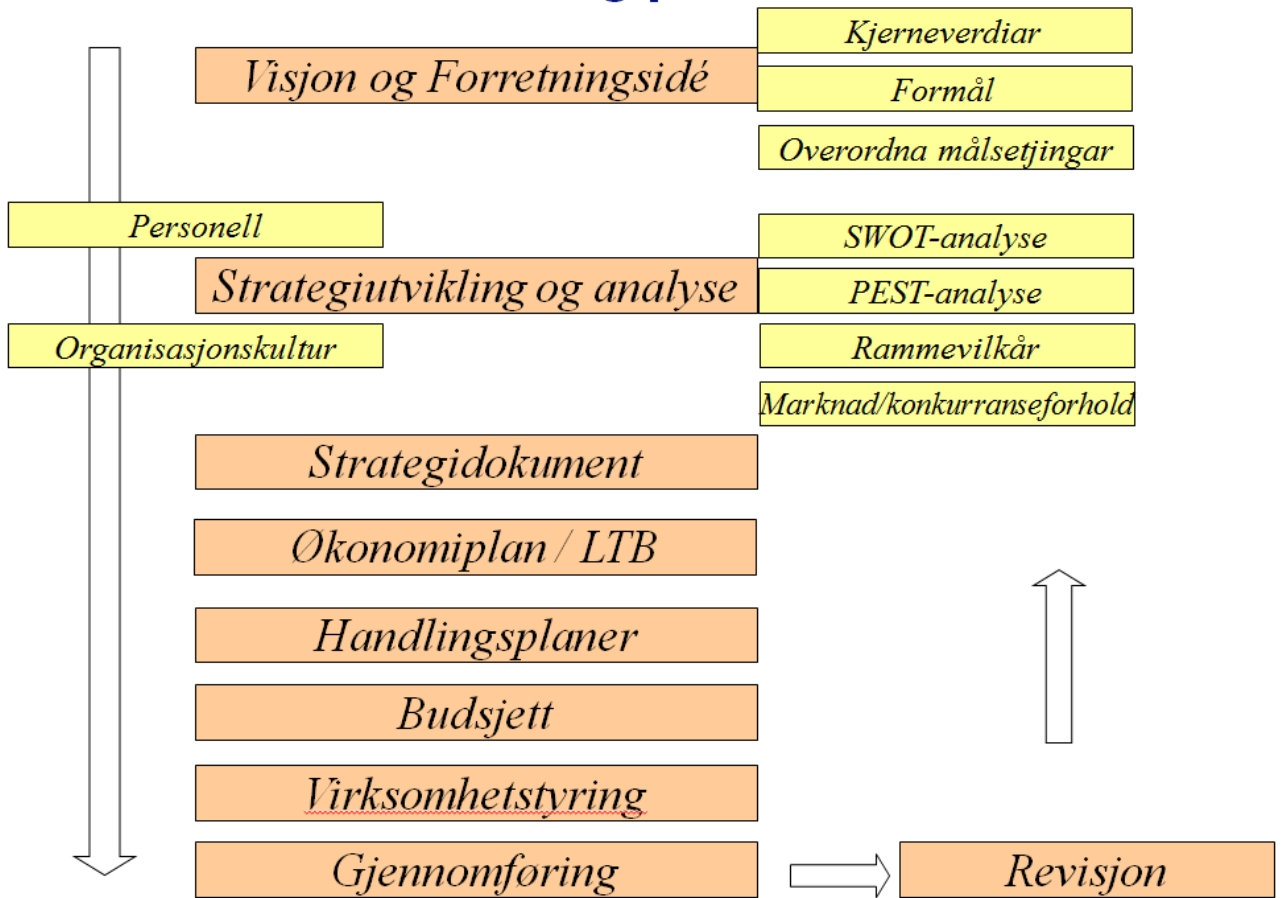 Kjerneverdiar
Visjon og Forretningsidé
Formål
Overordna målsetjingar
Personell
SWOT-analyse
Strategiutvikling og analyse
PEST-analyse
Organisasjonskultur
Rammevilkår
Marknad/konkurranseforhold
Strategidokument
Økonomiplan / LTB
Handlingsplaner
Budsjett
Virksomhetstyring
Gjennomføring
Revisjon